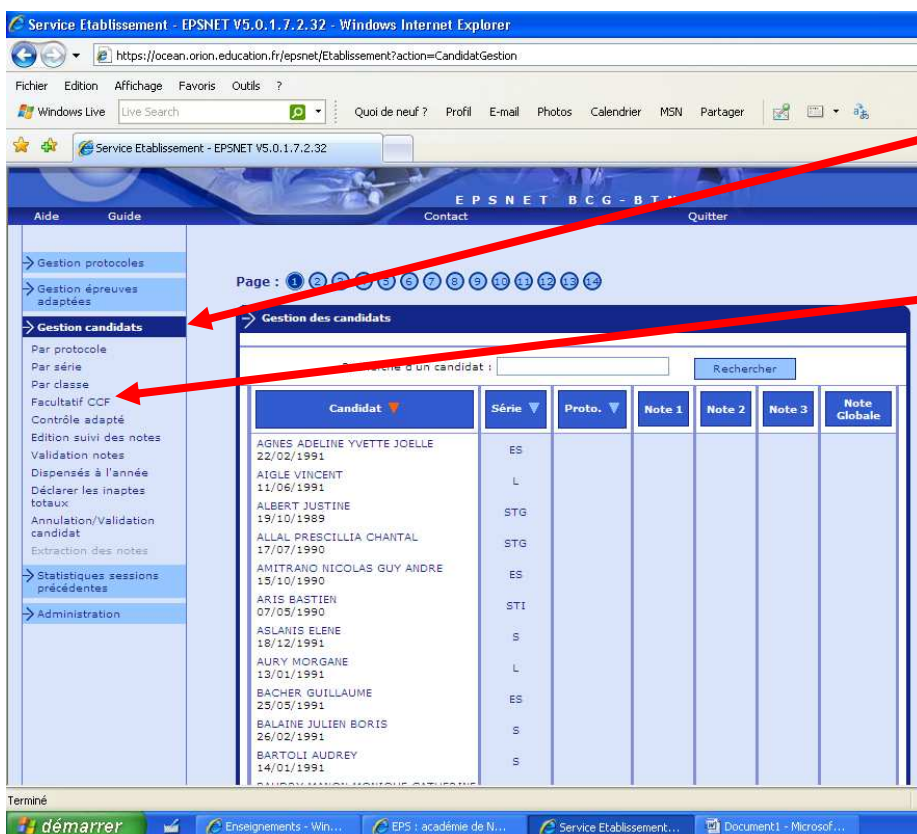 Service Etablissement - EPSNET V5.0.1.7.2.32 - Windows Internet Explorer
https://ocean.orion.education.fr/epsnet/Etablissement?action=CandidatGestion
Fichier Edition Affichage Favoris Outils ?
Windows Live Live Search Quoi de neuf ? Profil E-mail Photos Calendrier MSN Partager
Service Etablissement - EPSNET V5.0.1.7.2.32
EPSNET BCG-BTN
Aide Guide Contact Quitter
Gestion protocoles
Gestion épreuves
adaptées
Gestion candidats
Par protocole
Par série
Par classe
Facultatif CCF
Contrôle adapté
Edition suivi des notes
Validation notes
Dispensés à l'année
Déclarer les inaptes
totaux
Annulation/Validation
candidat
Extraction des notes
Statistiques sessions
précédentes
Administration
Page : 1 2 3 4 5 6 7 8 9 10 11 12 13 14
Gestion des candidats
Recherche d'un candidat : Rechercher
Candidat Série Proto. Note 1 Note 2 Note 3 Note
Globale
AGNES ADELINE YVETTE JOELLE
22/02/1991 ES
AIGLE VINCENT
11/06/1991 L
ALBERT JUSTINE
19/10/1989 STG
ALLAL PRESCILLIA CHANTAL
17/07/1990 STG
AMITRANO NICOLAS GUY ANDRE
15/10/1990 ES
ARIS BASTIEN
07/05/1990 STI
ASLANIS ELENE
18/12/1991 S
AURY MORGANE
13/01/1991 L
BACHER GUILLAUME
25/05/1991 ES
BALAINE JULIEN BORIS
26/02/1991 S
BARTOLI AUDREY
14/01/1991 S
Terminé
démarrer Enseignements - Win... EPS : académie de N... Service Etablissement... Document1 - Microsof...